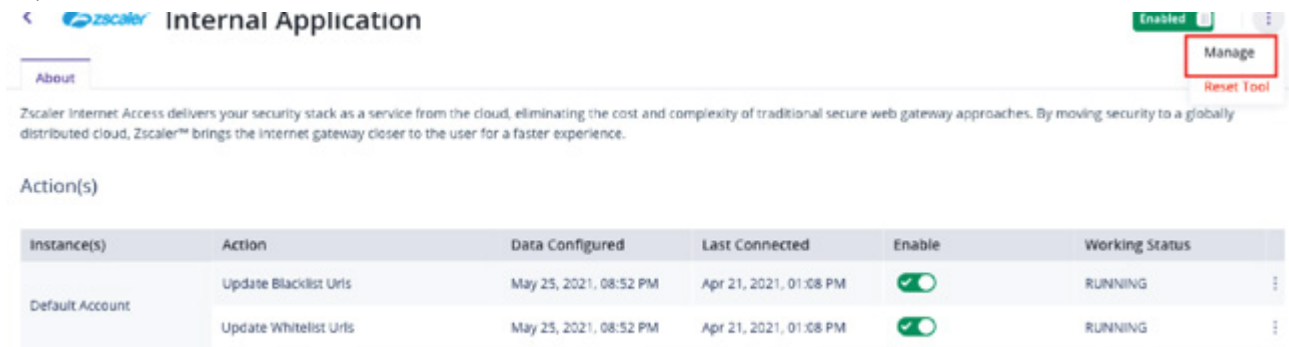 zscaler Internal Application
Enabled
Manage
Reset Tool
About
Zscaler Internet Access delivers your security stack as a service from the cloud, eliminating the cost and complexity of traditional secure web gateway approaches. By moving security to a globally
distributed cloud, Zscaler™ brings the internet gateway closer to the user for a faster experience.
Action(s)
Instance(s) Action Data Configured Last Connected Enable Working Status
Default Account
Update Blacklist Urls May 25, 2021, 08:52 PM Apr 21, 2021, 01:08 PM RUNNING
Update Whitelist Urls May 25, 2021, 08:52 PM Apr 21, 2021, 01:08 PM RUNNING